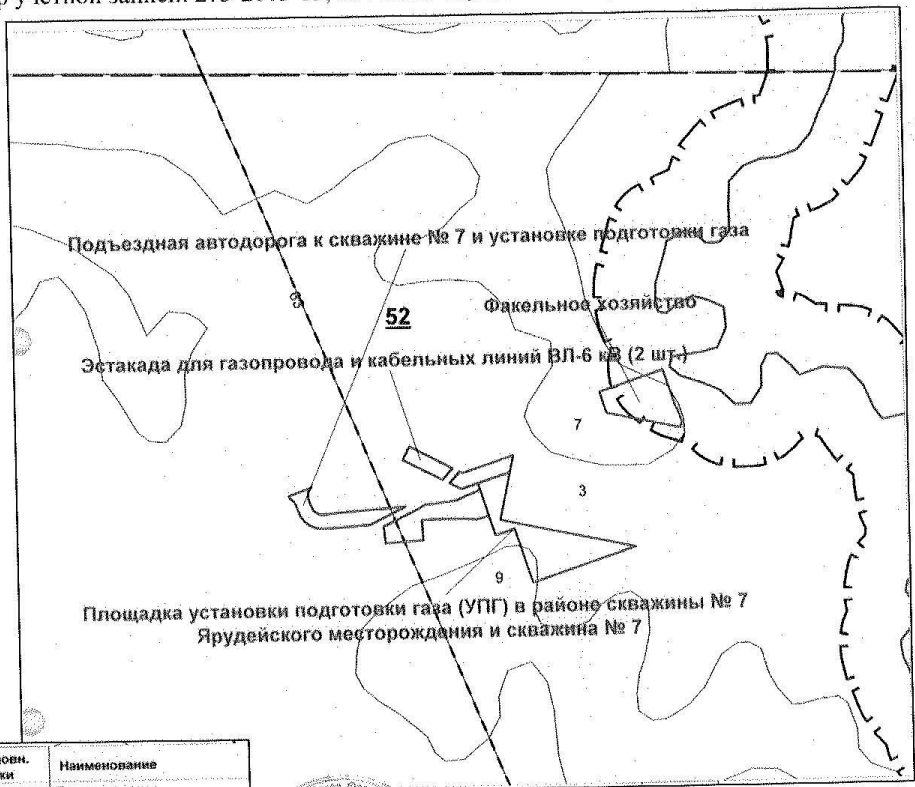 учётной записи
Подъездная автодорога к скважине № 7 и установке подготовки газа
52
Факельное хозяйство
Эстакада для газопровода и кабельных линий ВЛ-6 кВ (2 шт.)
7
3
9
Площадка установки подготовки газа (УПГ) в районе скважины № 7
Ярудейского месторождения и скважина № 7
Наименование